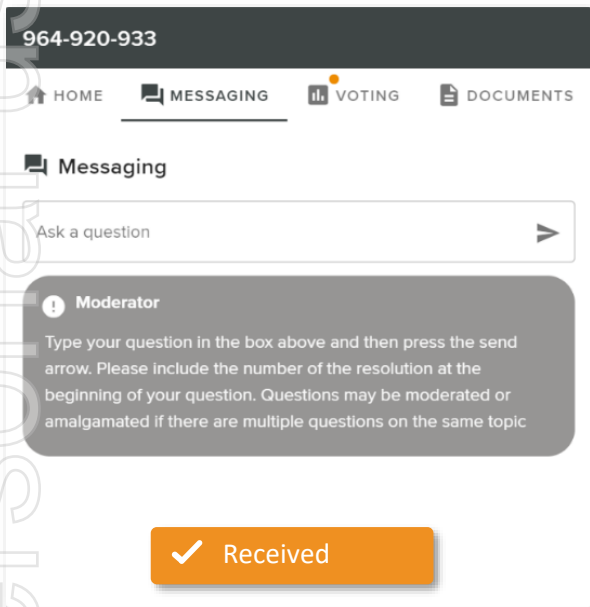 964-920-933
HOME MESSAGING VOTING DOCUMENTS
Messaging
Ask a question
Moderator
Type your question in the box above and then press the send
arrow. Please include the number of the resolution at the
beginning of your question. Questions may be moderated or
amalgamated if there are multiple questions on the same topic
Received